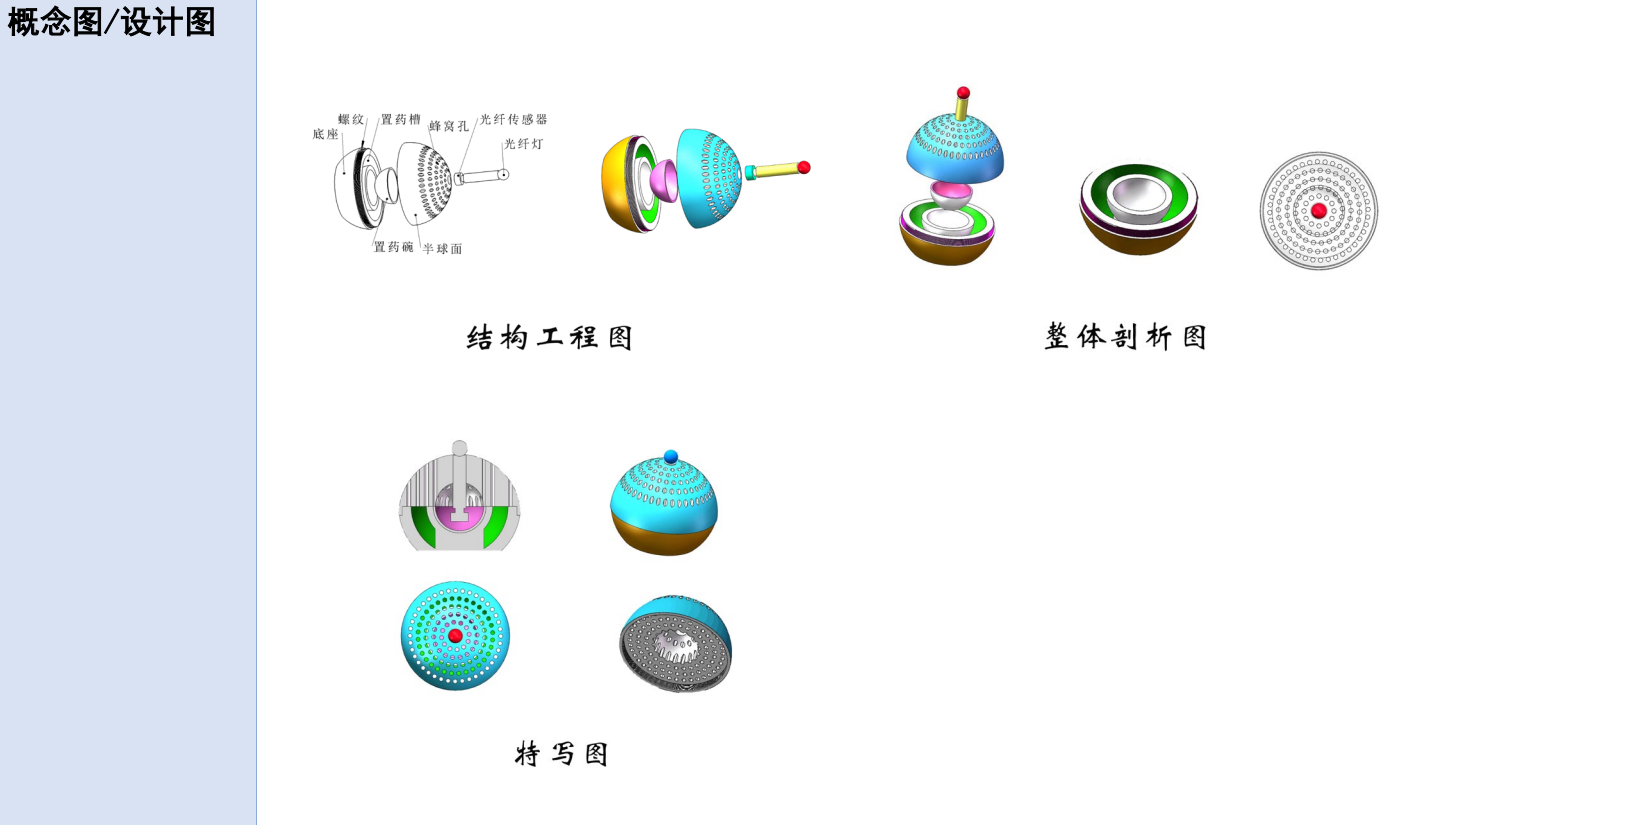 概念图/设计图
螺纹
置药槽
蜂窝孔
光纤传感器
底座
光纤灯
置药碗
半球面
结构工程图
整体剖析图
特写图